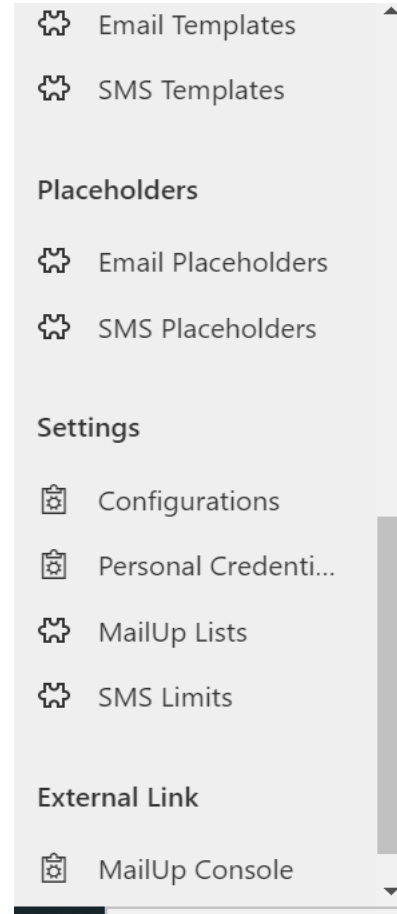 Email Templates
SMS Templates
Placeholders
Email Placeholders
SMS Placeholders
Settings
Configurations
Personal Credenti...
MailUp Lists
SMS Limits
External Link
MailUp Console